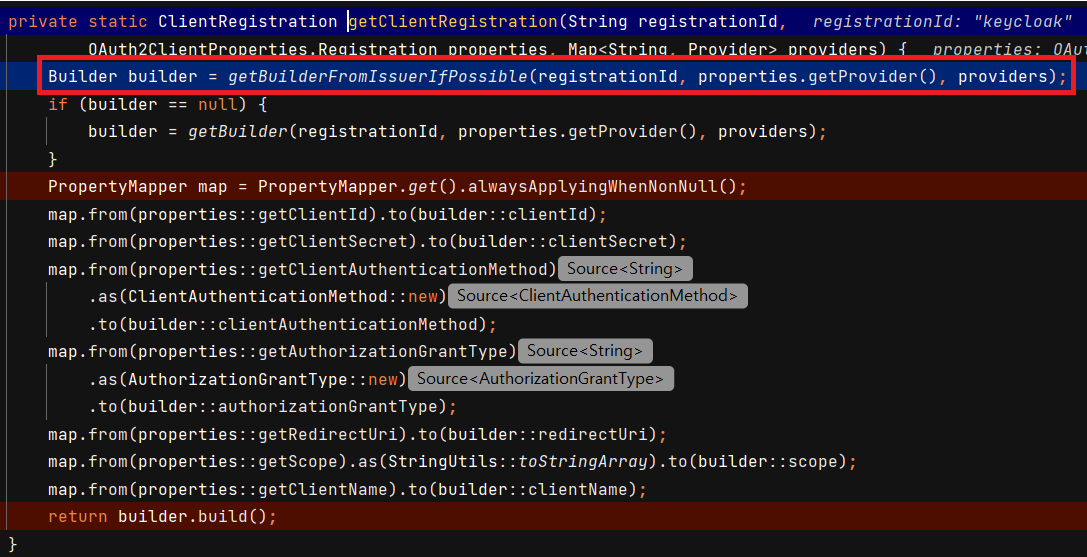 private static ClientRegistration getClientRegistration(String registrationId,   registrationId: "keycloak"
        OAuth2ClientProperties.Registration properties, Map<String, Provider> providers) {   properties: OAu
    Builder builder = getBuilderFromIssuerIfPossible(registrationId, properties.getProvider(), providers);
    if (builder == null) {
        builder = getBuilder(registrationId, properties.getProvider(), providers);
    }
    PropertyMapper map = PropertyMapper.get().alwaysApplyingWhenNonNull();
    map.from(properties::getClientId).to(builder::clientId);
    map.from(properties::getClientSecret).to(builder::clientSecret);
    map.from(properties::getClientAuthenticationMethod) Source<String>
        .as(ClientAuthenticationMethod::new) Source<ClientAuthenticationMethod>
        .to(builder::clientAuthenticationMethod);
    map.from(properties::getAuthorizationGrantType) Source<String>
        .as(AuthorizationGrantType::new) Source<AuthorizationGrantType>
        .to(builder::authorizationGrantType);
    map.from(properties::getRedirectUri).to(builder::redirectUri);
    map.from(properties::getScope).as(StringUtils::toStringArray).to(builder::scope);
    map.from(properties::getClientName).to(builder::clientName);
    return builder.build();
}